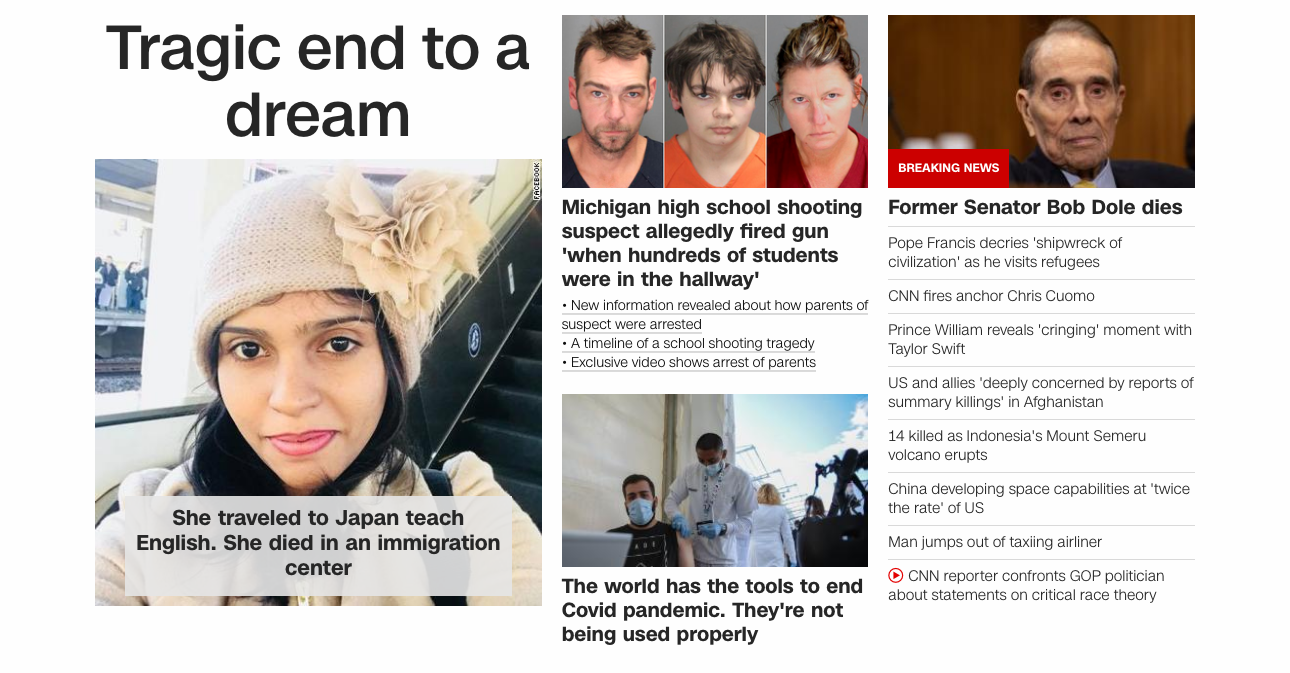 Tragic end to a
dream
FACEBOOK
She traveled to Japan teach
English. She died in an immigration
center
Michigan high school shooting
suspect allegedly fired gun
'when hundreds of students
were in the hallway'
• New information revealed about how parents of
suspect were arrested
• A timeline of a school shooting tragedy
• Exclusive video shows arrest of parents
The world has the tools to end
Covid pandemic. They're not
being used properly
BREAKING NEWS
Former Senator Bob Dole dies
Pope Francis decries 'shipwreck of
civilization' as he visits refugees
CNN fires anchor Chris Cuomo
Prince William reveals 'cringing' moment with
Taylor Swift
US and allies 'deeply concerned by reports of
summary killings' in Afghanistan
14 killed as Indonesia's Mount Semeru
volcano erupts
China developing space capabilities at 'twice
the rate' of US
Man jumps out of taxiing airliner
CNN reporter confronts GOP politician
about statements on critical race theory